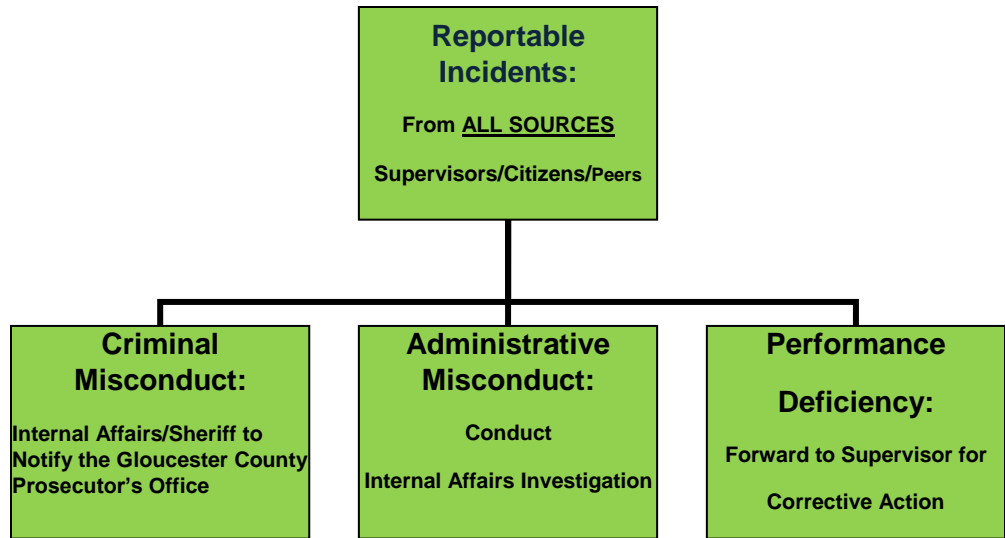 Reportable
Incidents:
From ALL SOURCES
Supervisors/Citizens/Peers
Criminal
Misconduct:
Internal Affairs/Sheriff to
Notify the Gloucester County
Prosecutor’s Office
Administrative
Misconduct:
Conduct
Internal Affairs Investigation
Performance
Deficiency:
Forward to Supervisor for
Corrective Action